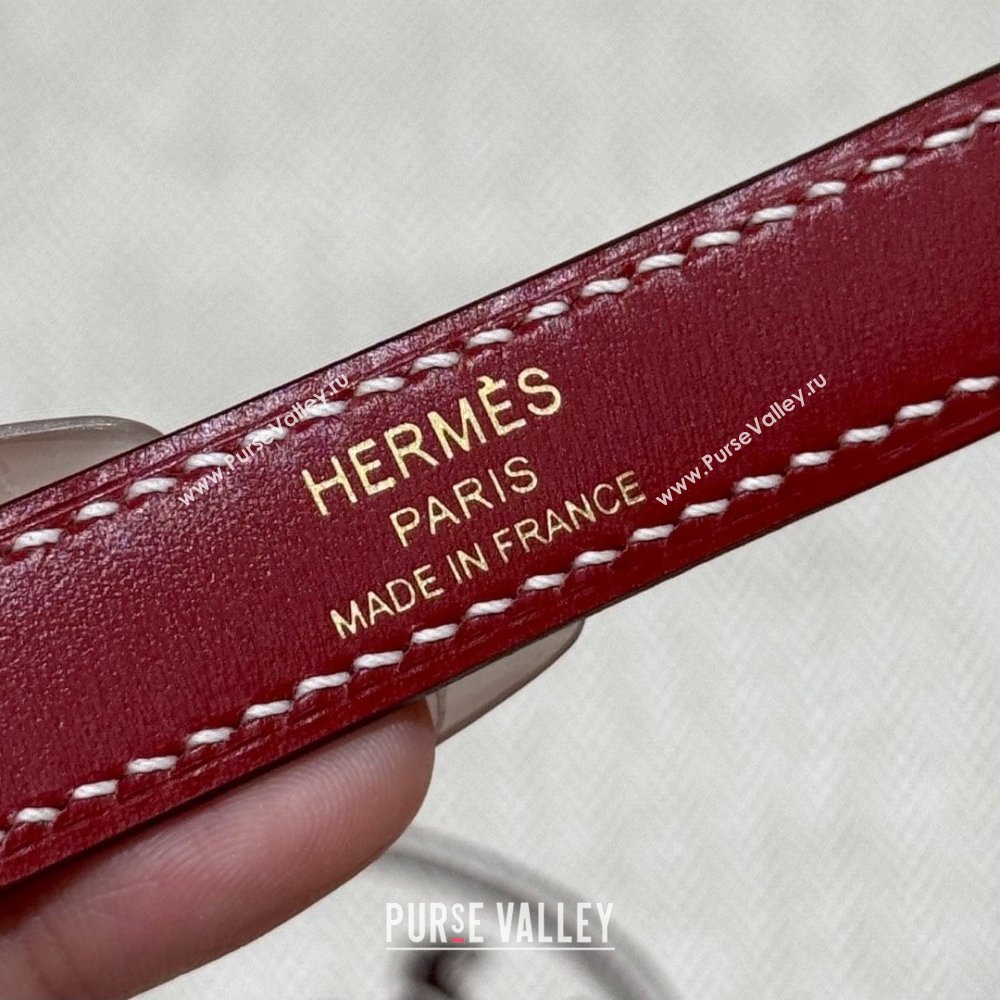 HERMÈS
PARIS
MADE IN FRANCE
www.PurseValley.ru
www.PurseValley.ru
PURSE VALLEY